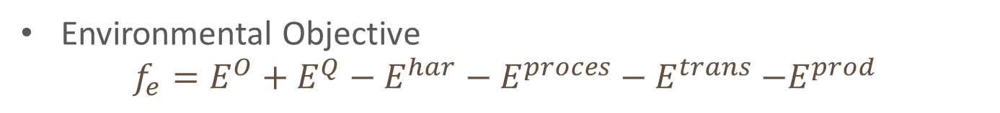 • Environmental Objective
f_e = E^O + E^Q − E^har − E^proces − E^trans −E^prod